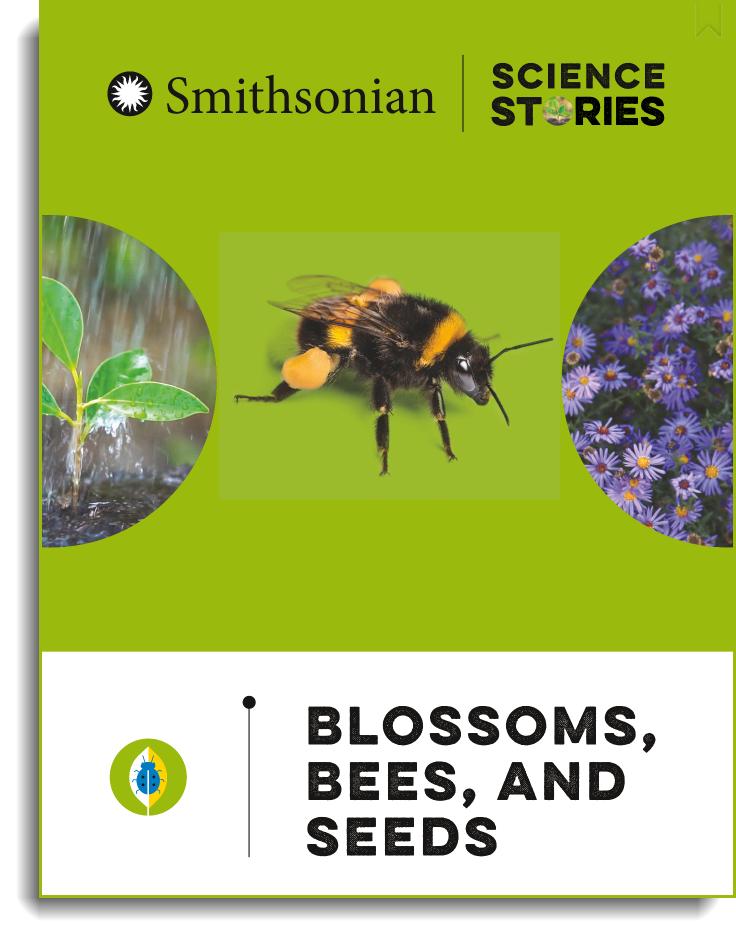 Smithsonian
SCIENCE
STORIES
BLOSSOMS,
BEES, AND
SEEDS